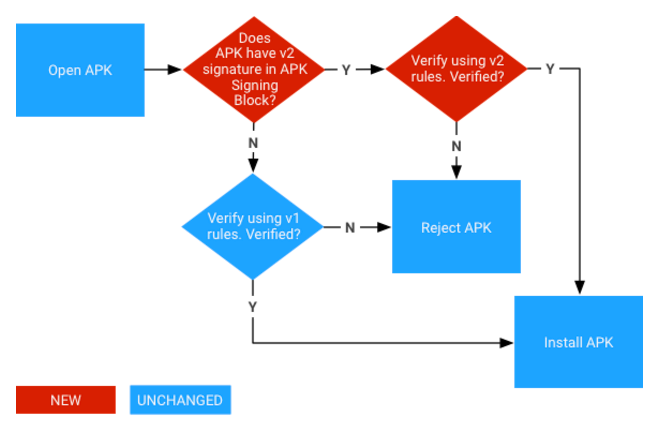 Open APK
Does
APK have v2
signature in APK
Signing
Block?
Y
Verify using v2
rules. Verified?
Y
N
N
Verify using v1
rules. Verified?
N
Reject APK
Y
Install APK
NEW
UNCHANGED